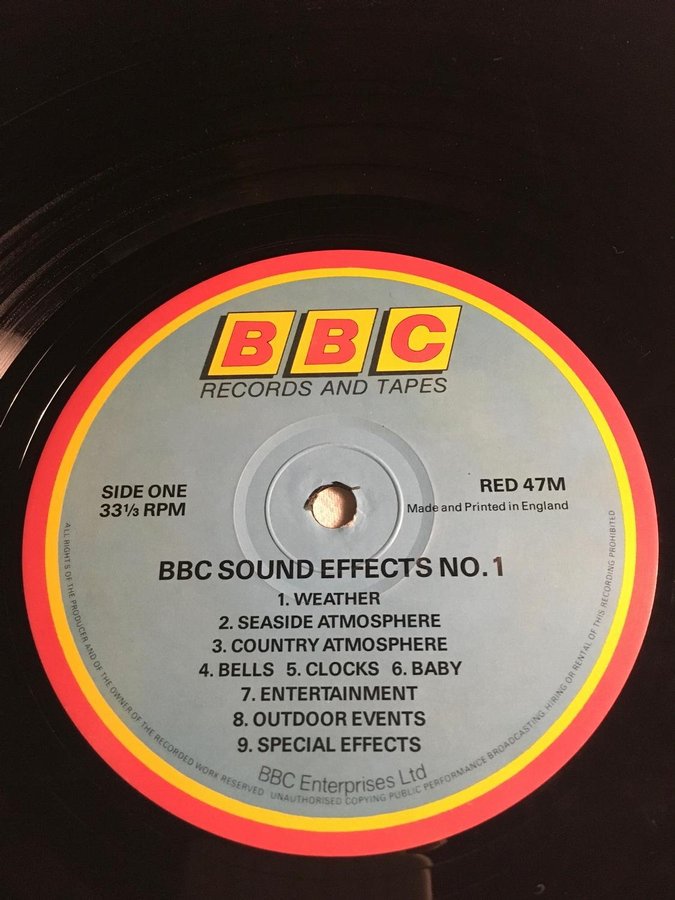 BBC
RECORDS AND TAPES
SIDE ONE
33⅓ RPM
RED 47M
Made and Printed in England
BBC SOUND EFFECTS NO. 1
1. WEATHER
2. SEASIDE ATMOSPHERE
3. COUNTRY ATMOSPHERE
4. BELLS 5. CLOCKS 6. BABY
7. ENTERTAINMENT
8. OUTDOOR EVENTS
9. SPECIAL EFFECTS
BBC Enterprises Ltd
ALL RIGHTS OF THE PRODUCER AND OF THE OWNER OF THE RECORDED WORK RESERVED UNAUTHORISED COPYING PUBLIC PERFORMANCE BROADCASTING HIRING OR RENTAL OF THIS RECORDING PROHIBITED